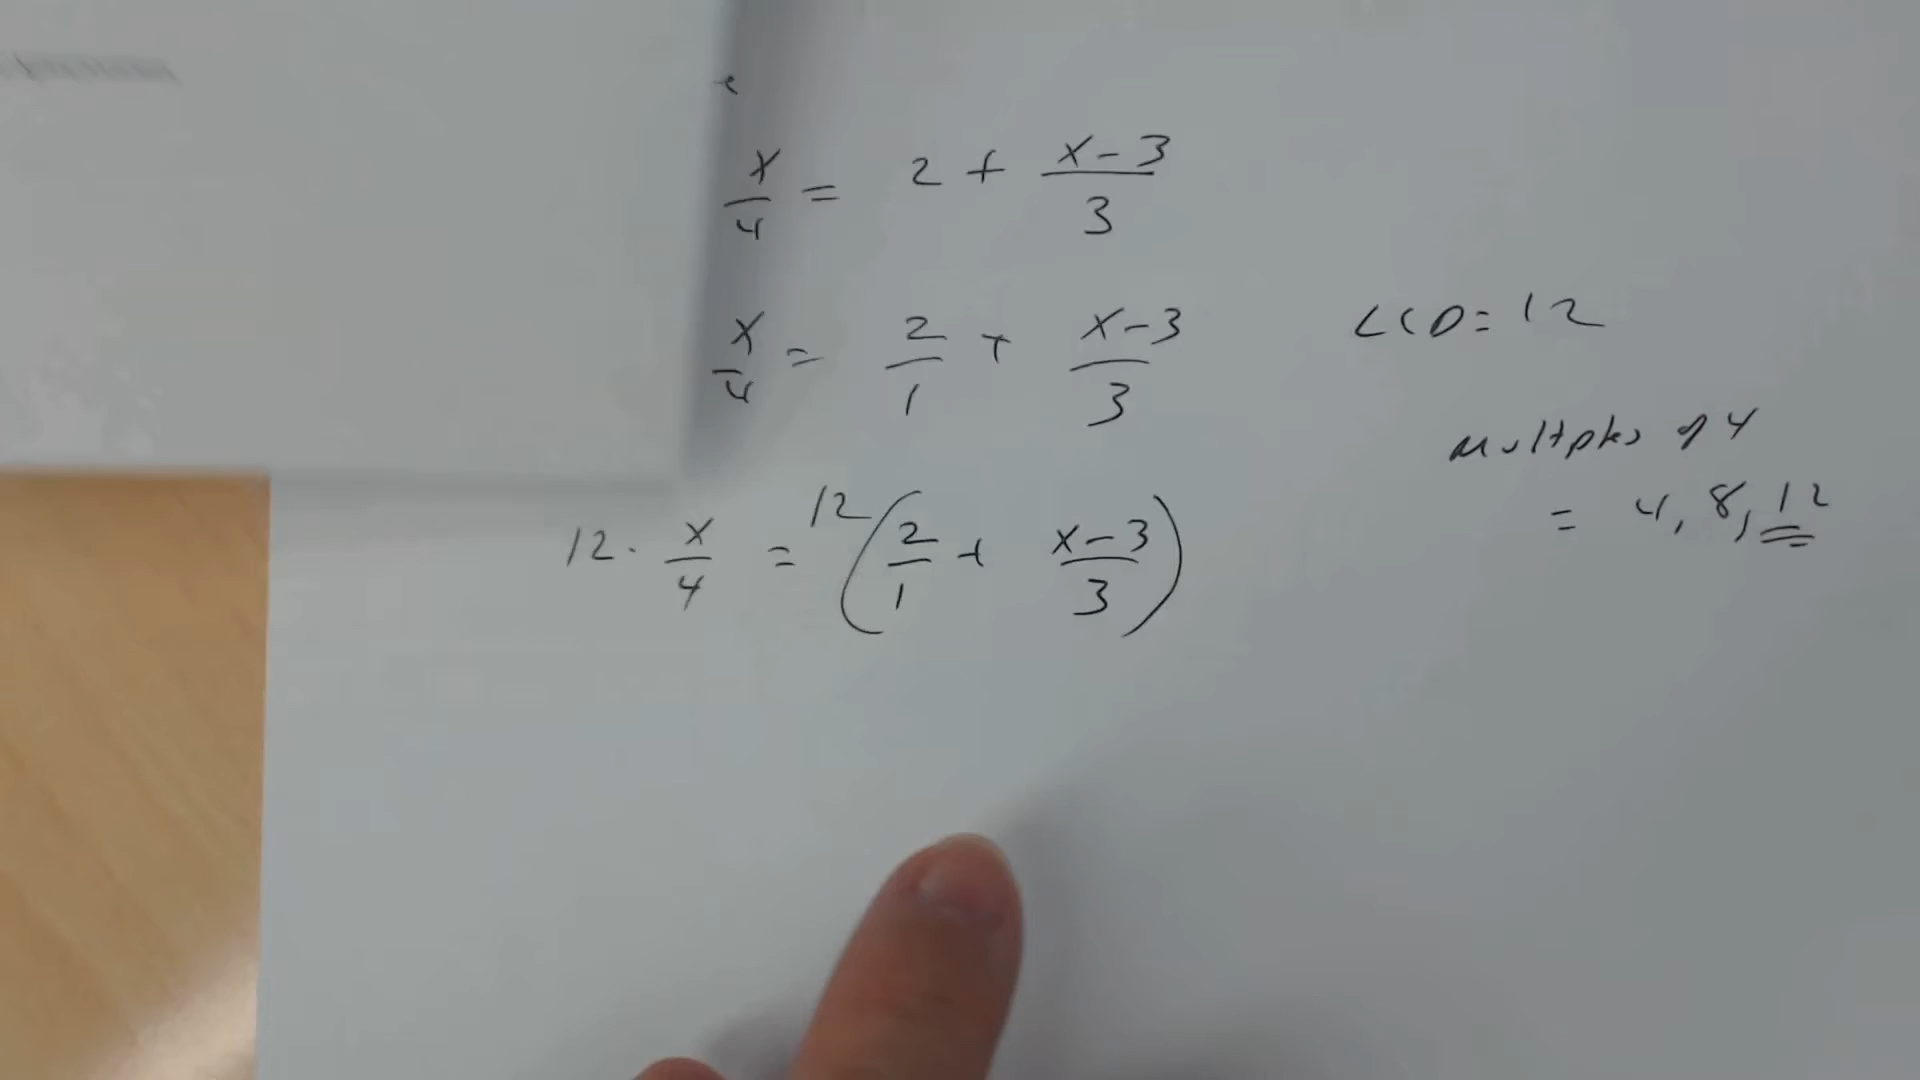 x/4 = 2 + (x-3)/3
x/4 = 2/1 + (x-3)/3
LCD = 12
multiples of 4
= 4, 8, 12
12 · x/4 = 12(2/1 + (x-3)/3)